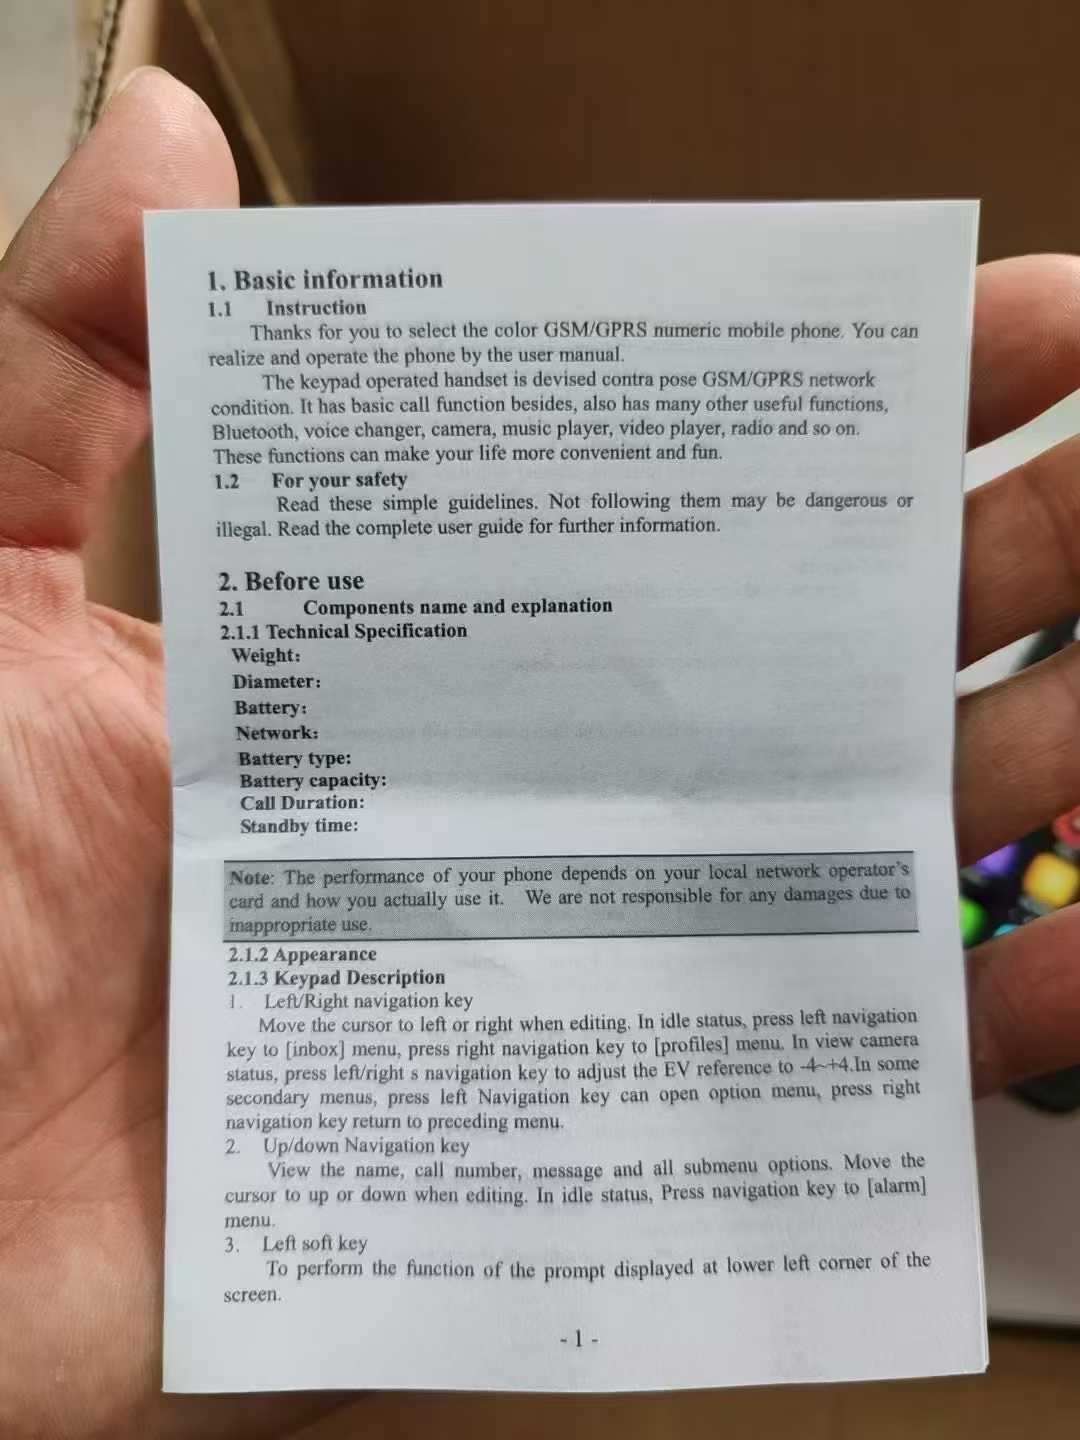 1. Basic information
1.1 Instruction
Thanks for you to select the color GSM/GPRS numeric mobile phone. You can
realize and operate the phone by the user manual.
The keypad operated handset is devised contra pose GSM/GPRS network
condition. It has basic call function besides, also has many other useful functions,
Bluetooth, voice changer, camera, music player, video player, radio and so on.
These functions can make your life more convenient and fun.
1.2 For your safety
Read these simple guidelines. Not following them may be dangerous or
illegal. Read the complete user guide for further information.
2. Before use
2.1 Components name and explanation
2.1.1 Technical Specification
Weight:
Diameter:
Battery:
Network:
Battery type:
Battery capacity:
Call Duration:
Standby time:
Note: The performance of your phone depends on your local network operator's
card and how you actually use it. We are not responsible for any damages due to
inappropriate use.
2.1.2 Appearance
2.1.3 Keypad Description
1. Left/Right navigation key
Move the cursor to left or right when editing. In idle status, press left navigation
key to [inbox] menu, press right navigation key to [profiles] menu. In view camera
status, press left/right s navigation key to adjust the EV reference to -4~+4.In some
secondary menus, press left Navigation key can open option menu, press right
navigation key return to preceding menu.
2. Up/down Navigation key
View the name, call number, message and all submenu options. Move the
cursor to up or down when editing. In idle status, Press navigation key to [alarm]
menu.
3. Left soft key
To perform the function of the prompt displayed at lower left corner of the
screen.
- 1 -